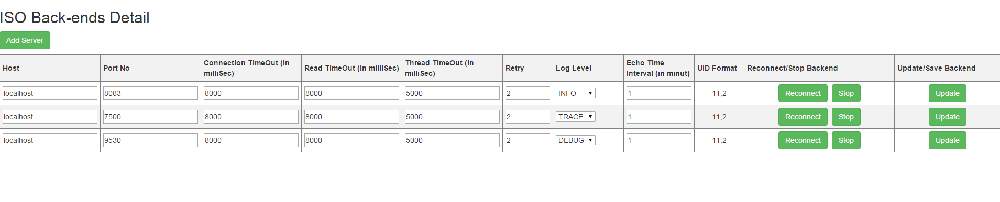 ISO Back-ends Detail
Add Server
Host Port No Connection TimeOut (in milliSec) Read TimeOut (in milliSec) Thread TimeOut (in milliSec) Retry Log Level Echo Time Interval (in minut) UID Format Reconnect/Stop Backend Update/Save Backend
localhost 8083 8000 8000 5000 2 INFO 1 11,2 Reconnect Stop Update
localhost 7500 8000 8000 5000 2 TRACE 1 11,2 Reconnect Stop Update
localhost 9530 8000 8000 5000 2 DEBUG 1 11,2 Reconnect Stop Update